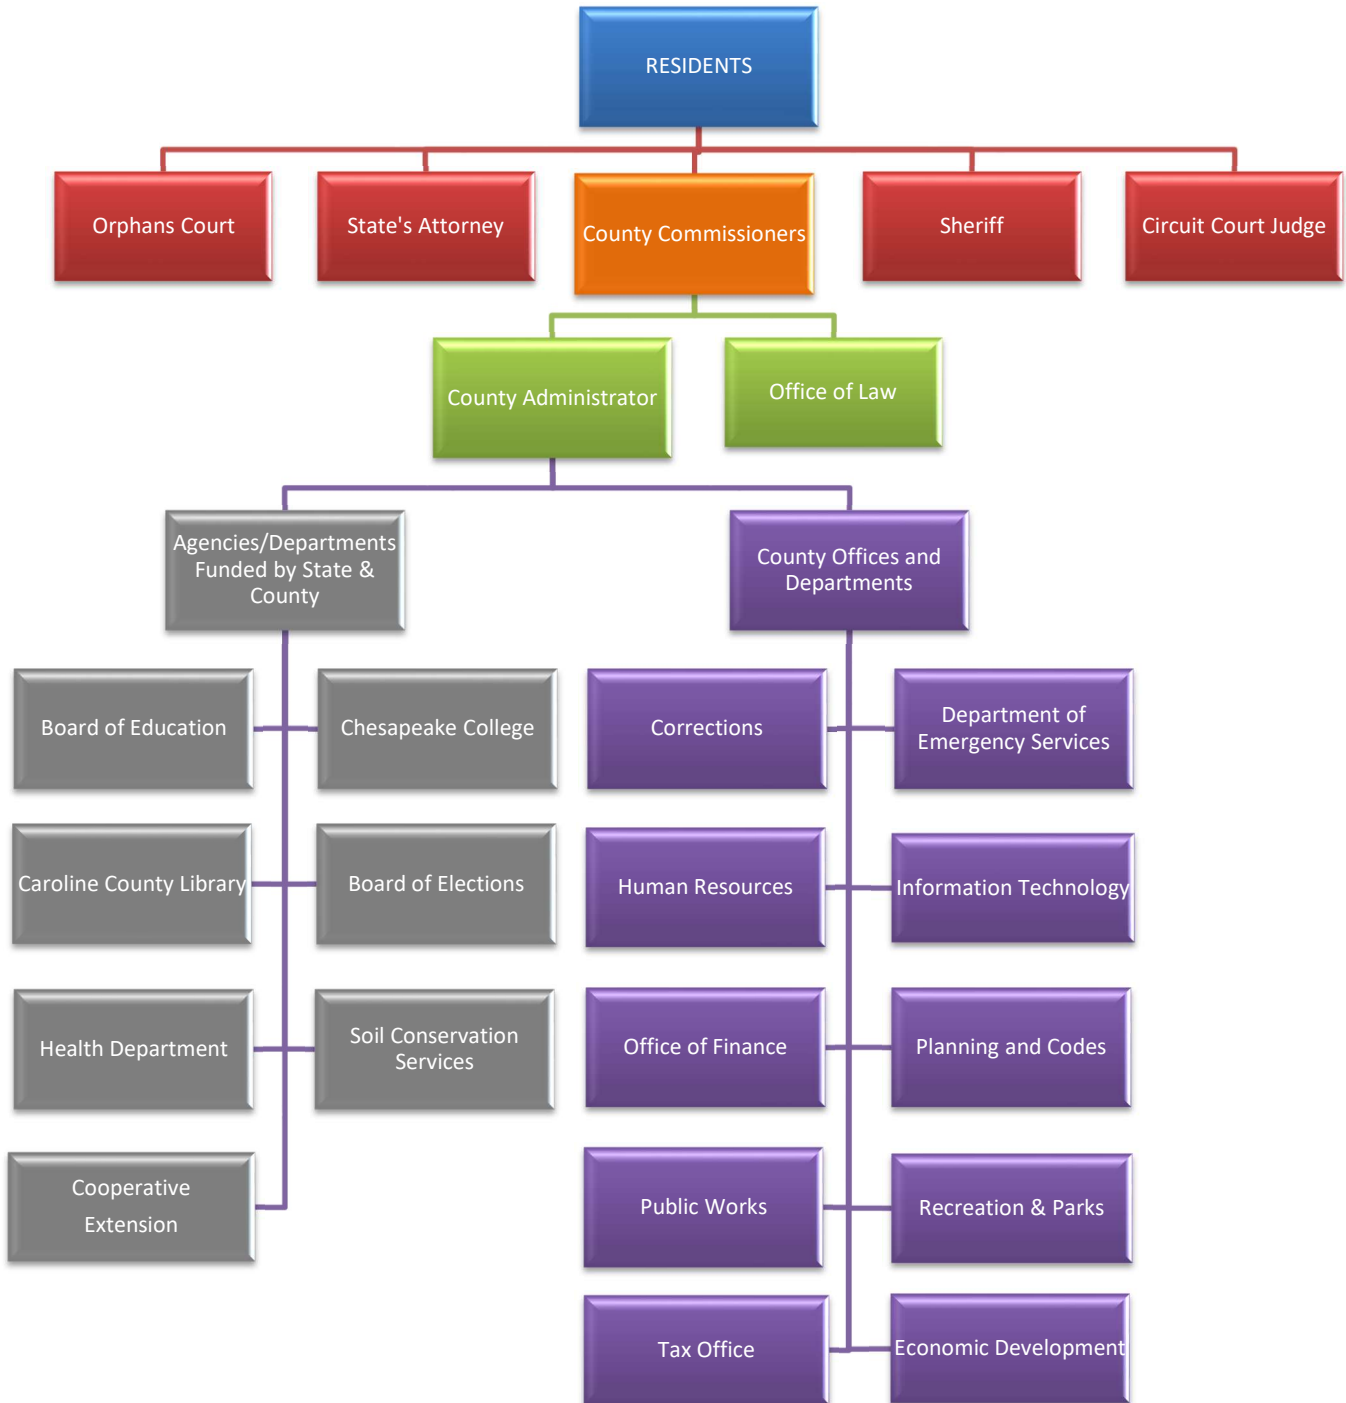 RESIDENTS
Orphans Court
State's Attorney
County Commissioners
Sheriff
Circuit Court Judge
County Administrator
Office of Law
Agencies/Departments
Funded by State &
County
County Offices and
Departments
Board of Education
Chesapeake College
Corrections
Department of
Emergency Services
Caroline County Library
Board of Elections
Human Resources
Information Technology
Health Department
Soil Conservation
Services
Office of Finance
Planning and Codes
Cooperative
Extension
Public Works
Recreation & Parks
Tax Office
Economic Development